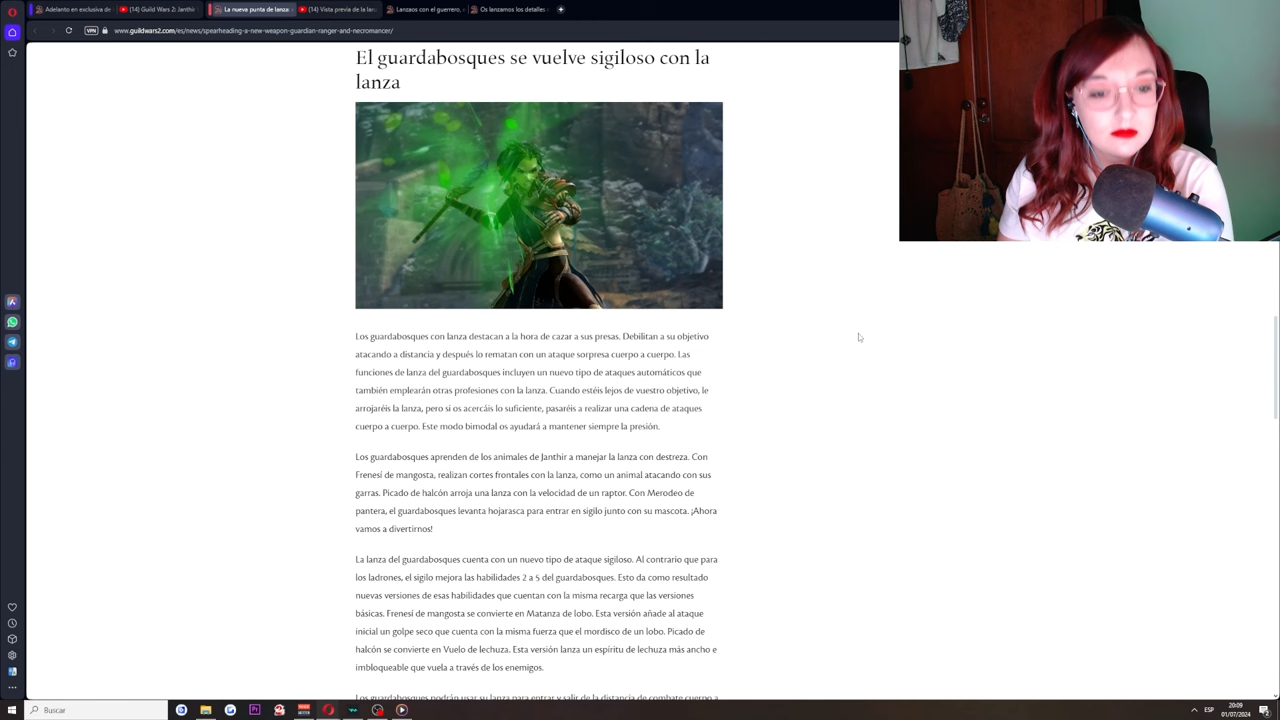 Adelanto en exclusiva de
(14) Guild Wars 2: Janthi
La nueva punta de lanza:
(14) Vista previa de la lan
Lanzaos con el guerrero,
Os lanzamos los detalles
VPN
www.guildwars2.com/es/news/spearheading-a-new-weapon-guardian-ranger-and-necromancer/
El guardabosques se vuelve sigiloso con la
lanza
Los guardabosques con lanza destacan a la hora de cazar a sus presas. Debilitan a su objetivo
atacando a distancia y después lo rematan con un ataque sorpresa cuerpo a cuerpo. Las
funciones de lanza del guardabosques incluyen un nuevo tipo de ataques automáticos que
también emplearán otras profesiones con la lanza. Cuando estéis lejos de vuestro objetivo, le
arrojaréis la lanza, pero si os acercáis lo suficiente, pasaréis a realizar una cadena de ataques
cuerpo a cuerpo. Este modo bimodal os ayudará a mantener siempre la presión.
Los guardabosques aprenden de los animales de Janthir a manejar la lanza con destreza. Con
Frenesí de mangosta, realizan cortes frontales con la lanza, como un animal atacando con sus
garras. Picado de halcón arroja una lanza con la velocidad de un raptor. Con Merodeo de
pantera, el guardabosques levanta hojarasca para entrar en sigilo junto con su mascota. ¡Ahora
vamos a divertirnos!
La lanza del guardabosques cuenta con un nuevo tipo de ataque sigiloso. Al contrario que para
los ladrones, el sigilo mejora las habilidades 2 a 5 del guardabosques. Esto da como resultado
nuevas versiones de esas habilidades que cuentan con la misma recarga que las versiones
básicas. Frenesí de mangosta se convierte en Matanza de lobo. Esta versión añade al ataque
inicial un golpe seco que cuenta con la misma fuerza que el mordisco de un lobo. Picado de
halcón se convierte en Vuelo de lechuza. Esta versión lanza un espíritu de lechuza más ancho e
imbloqueable que vuela a través de los enemigos.
Los guardabosques podrán usar su lanza para entrar y salir de la distancia de combate cuerpo a
Buscar
Pr
ESP
20:09
01/07/2024